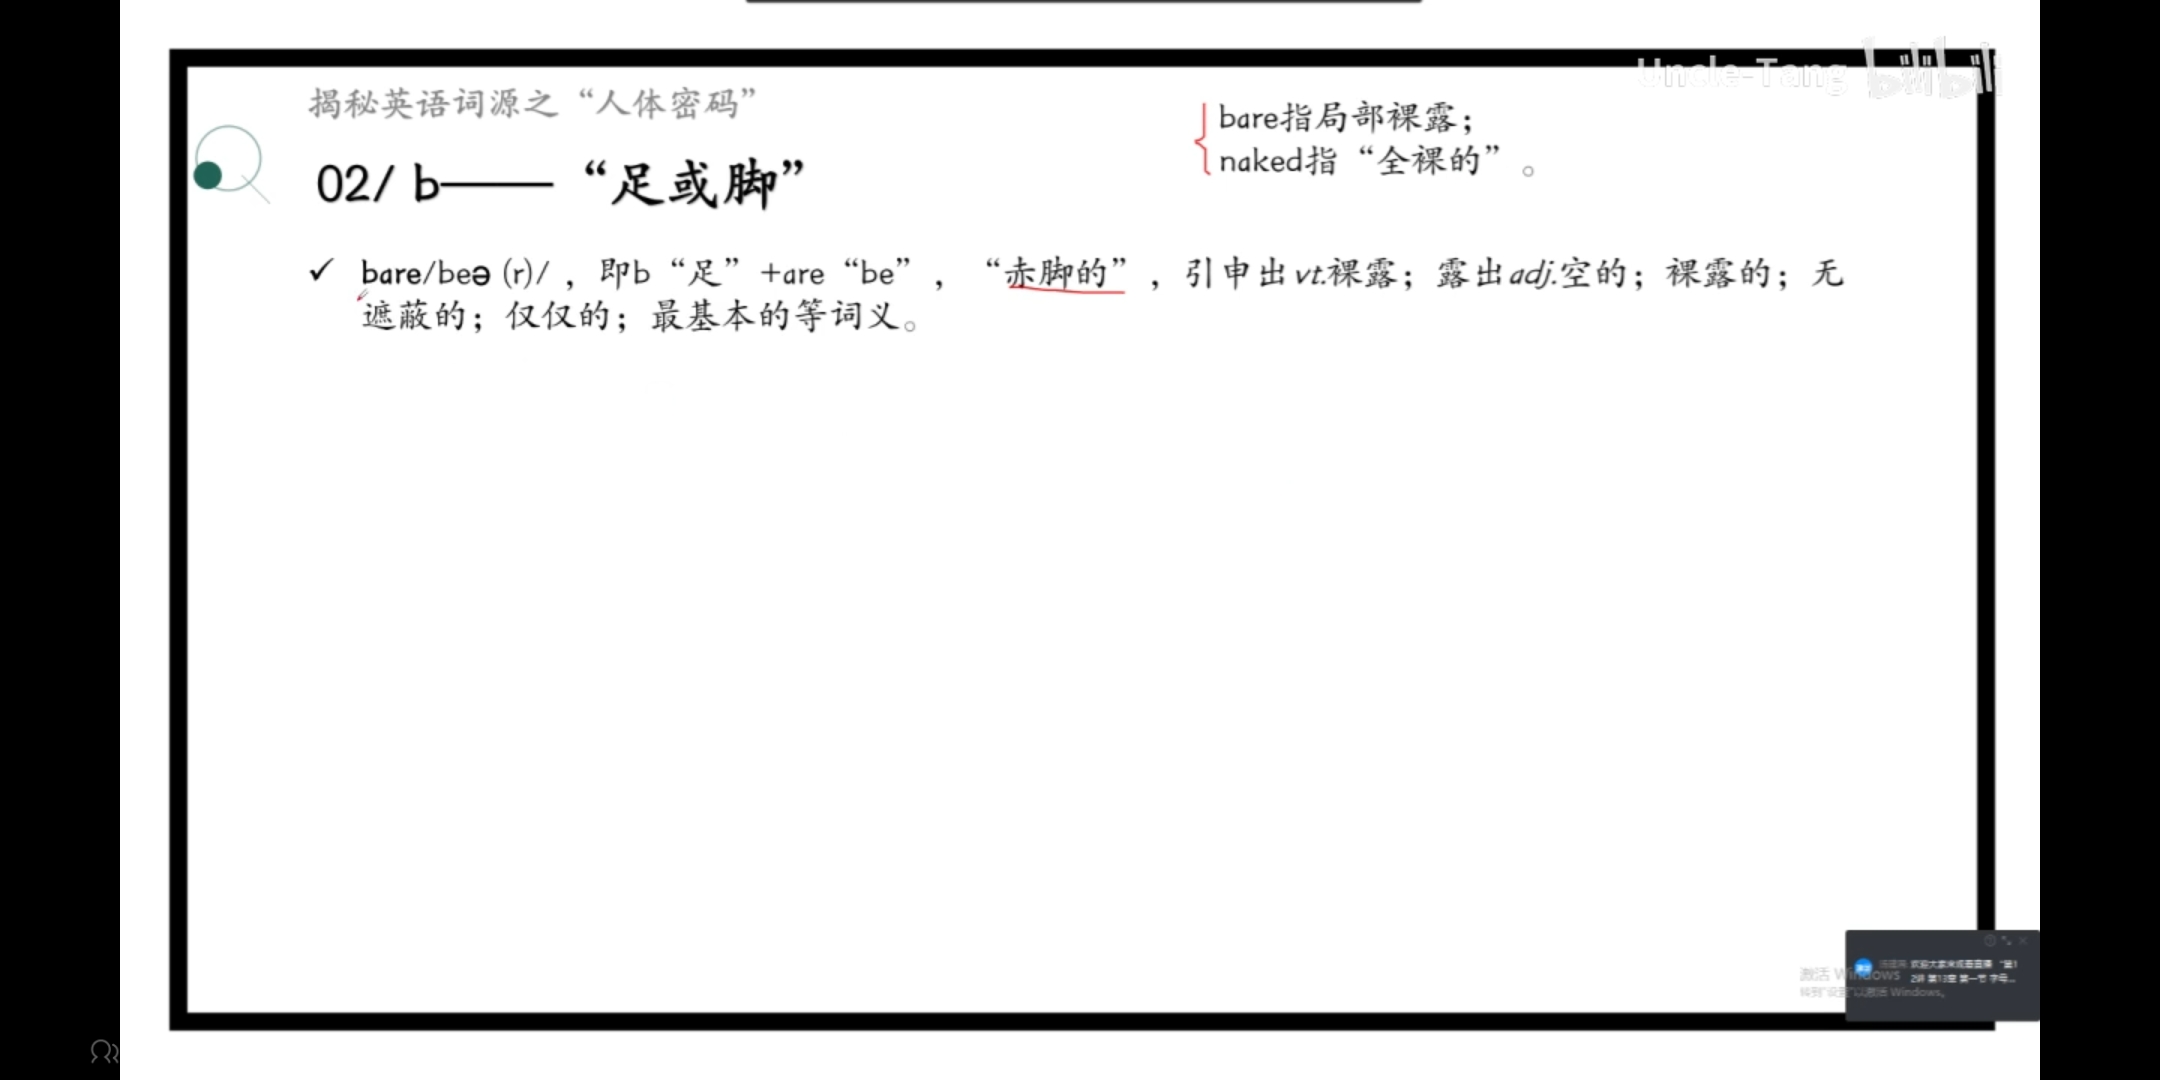 Uncle-Tang bilibili
揭秘英语词源之“人体密码”
bare指局部裸露；
naked指“全裸的”。
02/ b——“足或脚”
✓ bare/beə (r)/ ，即b“足”+are“be”，“赤脚的”，引申出vt.裸露；露出adj.空的；裸露的；无
遮蔽的；仅仅的；最基本的等词义。
激活 Windows
转到"设置"以激活 Windows。